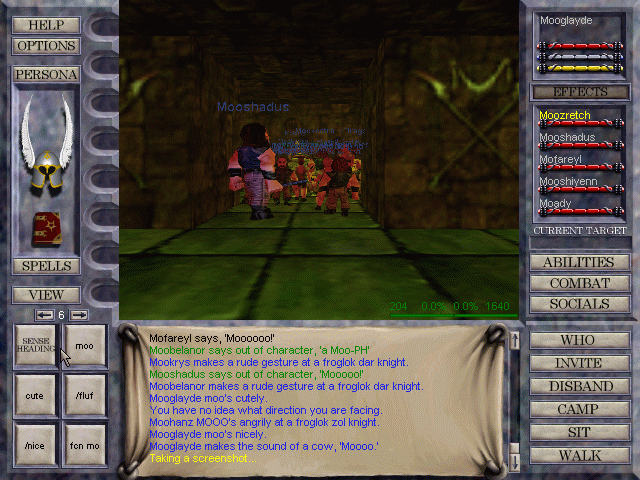 HELP
OPTIONS
PERSONA
SPELLS
VIEW
6
SENSE HEADING
moo
cute
/fluf
/nice
fcn mo
Mooshadus
204 0.0% 0.0% 1640
Mofareyl says, 'Moooooo!'
Moobelanor says out of character, 'a Moo-PH'
Mookrys makes a rude gesture at a froglok dar knight.
Mooshadus says out of character, 'Mooooo!'
Moobelanor makes a rude gesture at a froglok dar knight.
Mooglayde moo's cutely.
You have no idea what direction you are facing.
Moohanz MOOO's angrily at a froglok zol knight.
Mooglayde moo's nicely.
Mooglayde makes the sound of a cow, 'Moooo.'
Taking a screenshot...
Mooglayde
EFFECTS
Moozretch
Mooshadus
Mofareyl
Mooshiyenn
Moady
CURRENT TARGET
ABILITIES
COMBAT
SOCIALS
WHO
INVITE
DISBAND
CAMP
SIT
WALK